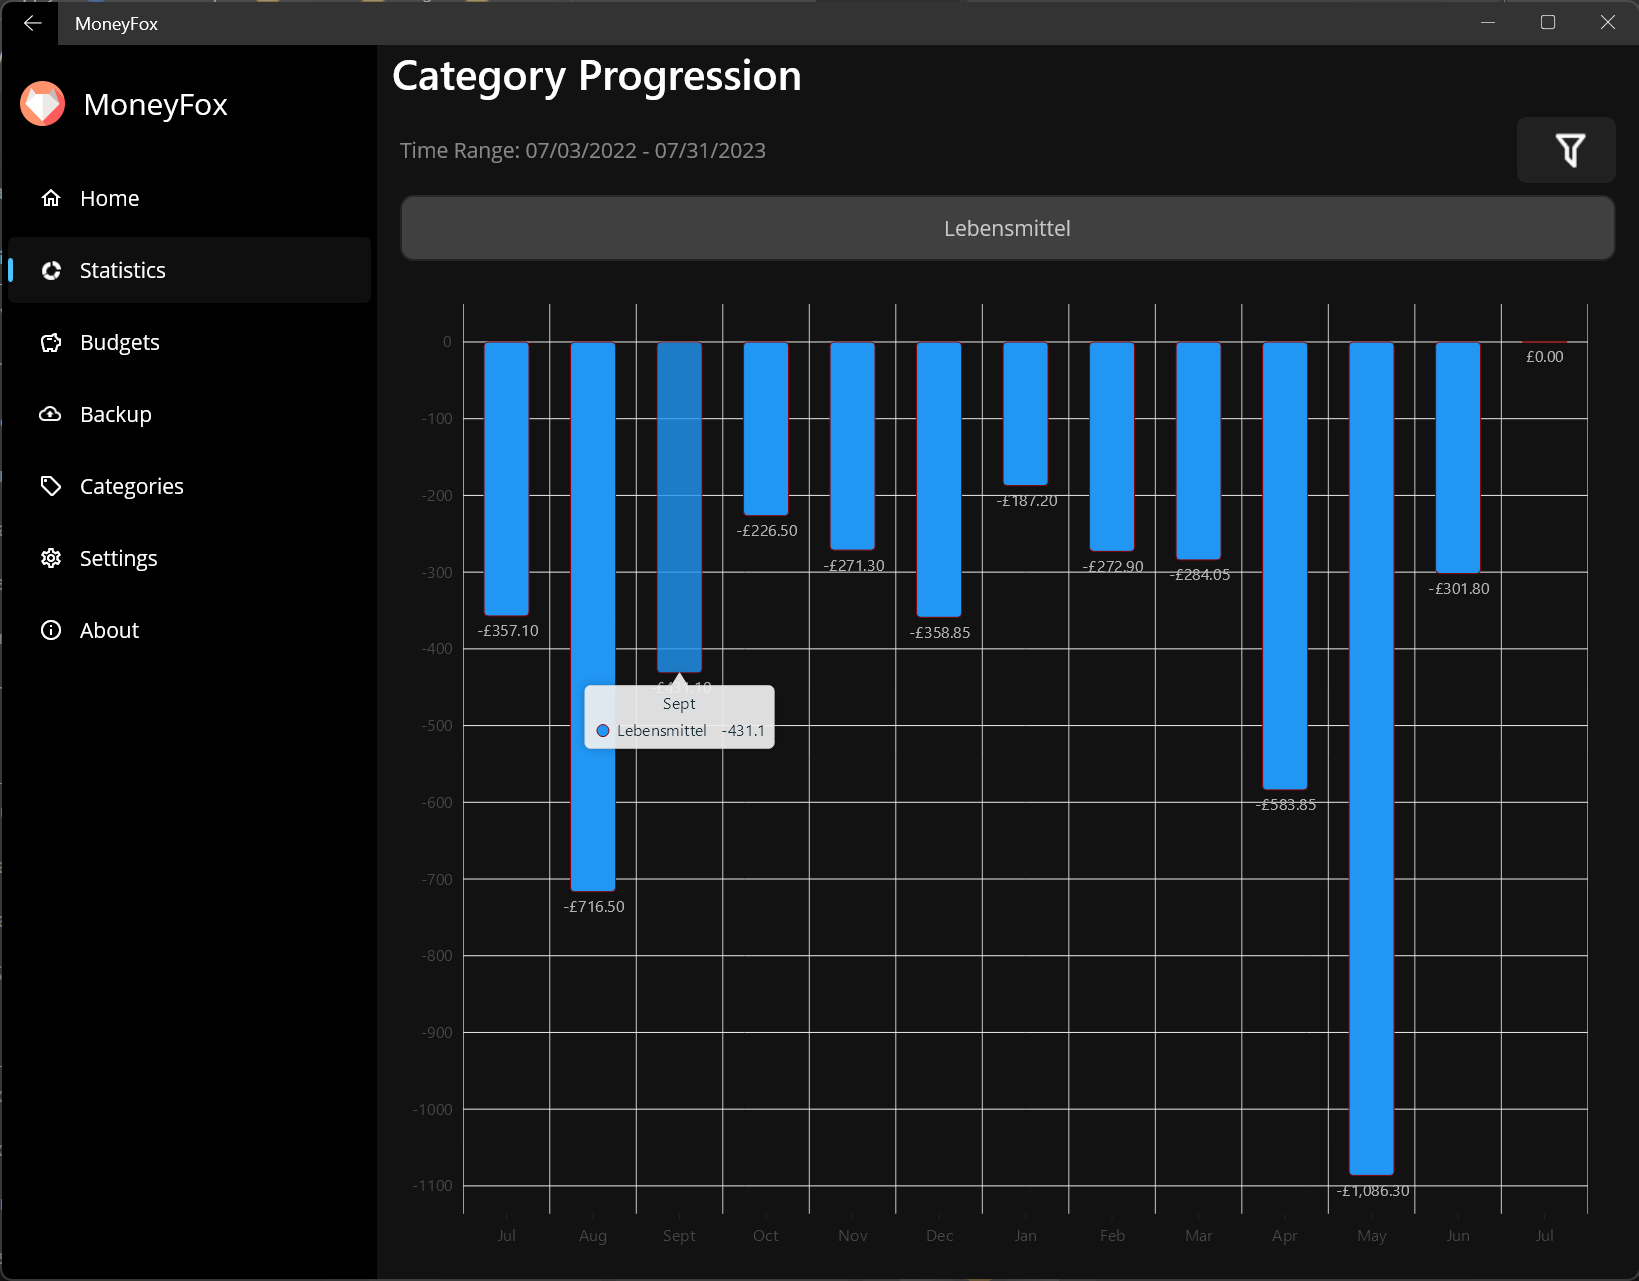 MoneyFox
MoneyFox
Home
Statistics
Budgets
Backup
Categories
Settings
About
Category Progression
Time Range: 07/03/2022 - 07/31/2023
Lebensmittel
0
-100
-200
-300
-400
-500
-600
-700
-800
-900
-1000
-1100
-£357.10
-£716.50
-£431.10
Sept
Lebensmittel -431.1
-£226.50
-£271.30
-£358.85
-£187.20
-£272.90
-£284.05
-£583.85
-£1,086.30
-£301.80
£0.00
Jul Aug Sept Oct Nov Dec Jan Feb Mar Apr May Jun Jul